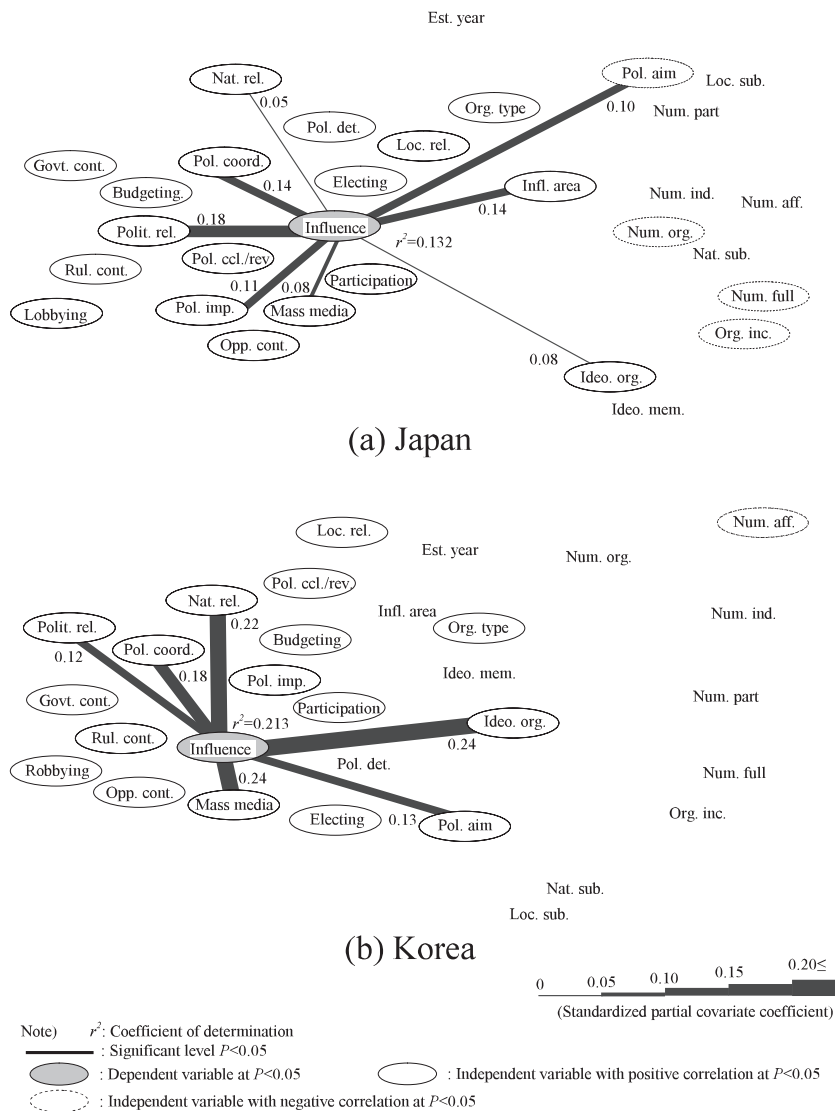 Est. year
Nat. rel.
Pol. aim
Loc. sub.
0.05
0.10
Org. type
Num. part
Pol. det.
Loc. rel.
Govt. cont.
Pol. coord.
Electing
Infl. area
Budgeting.
0.14
0.14
Num. ind.
Num. aff.
Polit. rel.
0.18
Influence
r²=0.132
Num. org.
Nat. sub.
Rul. cont.
Pol. ccl./rev
0.11
0.08
Participation
Lobbying
Pol. imp.
Mass media
Num. full
Opp. cont.
Org. inc.
0.08
Ideo. org.
Ideo. mem.
(a) Japan
Loc. rel.
Num. aff.
Est. year
Num. org.
Pol. ccl./rev
Nat. rel.
Infl. area
Num. ind.
Polit. rel.
0.22
Org. type
0.12
Pol. coord.
Budgeting
0.18
Pol. imp.
Ideo. mem.
Govt. cont.
Participation
Num. part
r²=0.213
Ideo. org.
Rul. cont.
Influence
0.24
Robbying
0.24
Pol. det.
Num. full
Opp. cont.
Mass media
Electing
0.13
Pol. aim
Org. inc.
Nat. sub.
Loc. sub.
(b) Korea
0 0.05 0.10 0.15 0.20≤
(Standardized partial covariate coefficient)
Note) r²: Coefficient of determination
: Significant level P<0.05
: Dependent variable at P<0.05 : Independent variable with positive correlation at P<0.05
: Independent variable with negative correlation at P<0.05